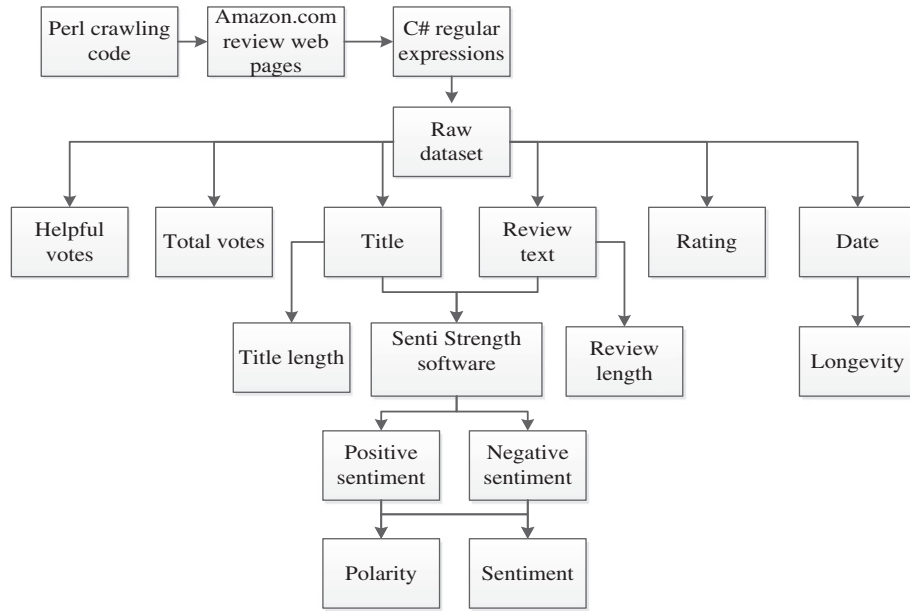 Perl crawling
code
Amazon.com
review web
pages
C# regular
expressions
Raw
dataset
Helpful
votes
Total votes
Title
Review
text
Rating
Date
Title length
Senti Strength
software
Review
length
Longevity
Positive
sentiment
Negative
sentiment
Polarity
Sentiment